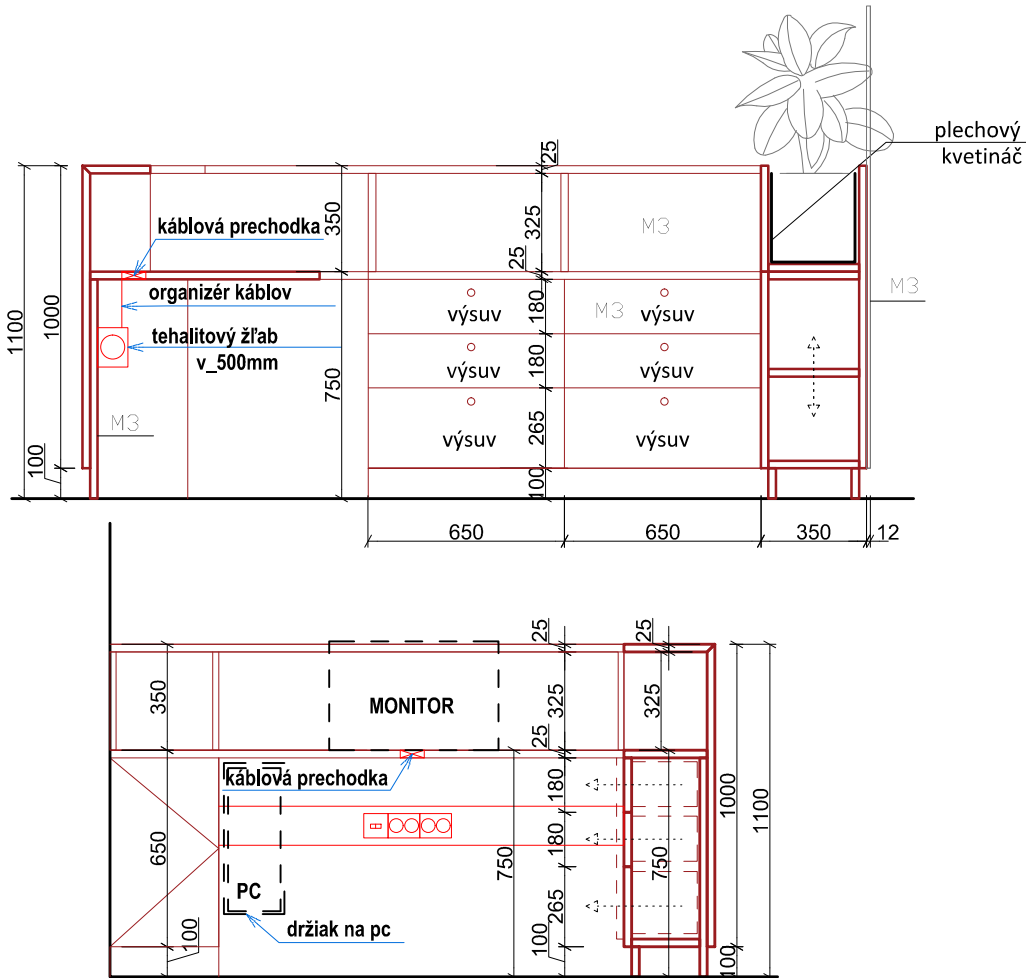 plechový
kvetináč
25
káblová prechodka
350
325
M3
25
organizér káblov
M3
180
výsuv
M3
výsuv
1100
1000
tehalitový žľab
v_500mm
750
180
výsuv
výsuv
M3
265
výsuv
výsuv
100
100
650
650
350
12
25
25
350
MONITOR
325
325
25
káblová prechodka
180
1000
1100
650
750
180
750
PC
265
držiak na pc
100
100
100